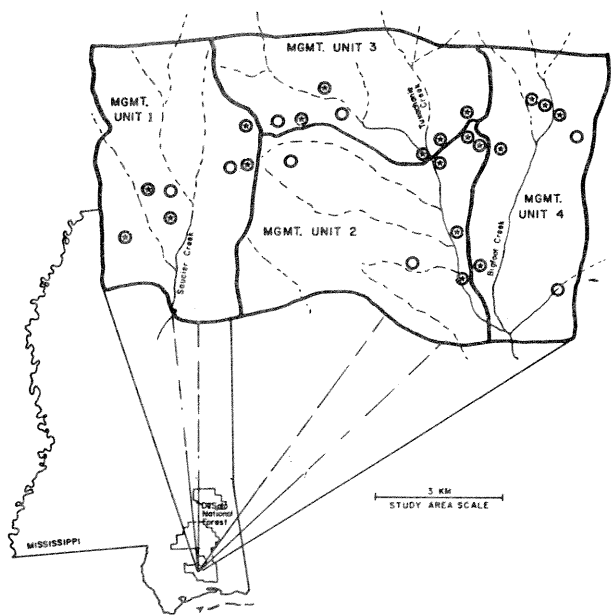 MGMT. UNIT 3
MGMT.
UNIT 1
Creek
MGMT. UNIT 2
MGMT.
UNIT 4
Saucier Creek
Bigfoot Creek
3 KM
STUDY AREA SCALE
DeSoto
National
Forest
MISSISSIPPI